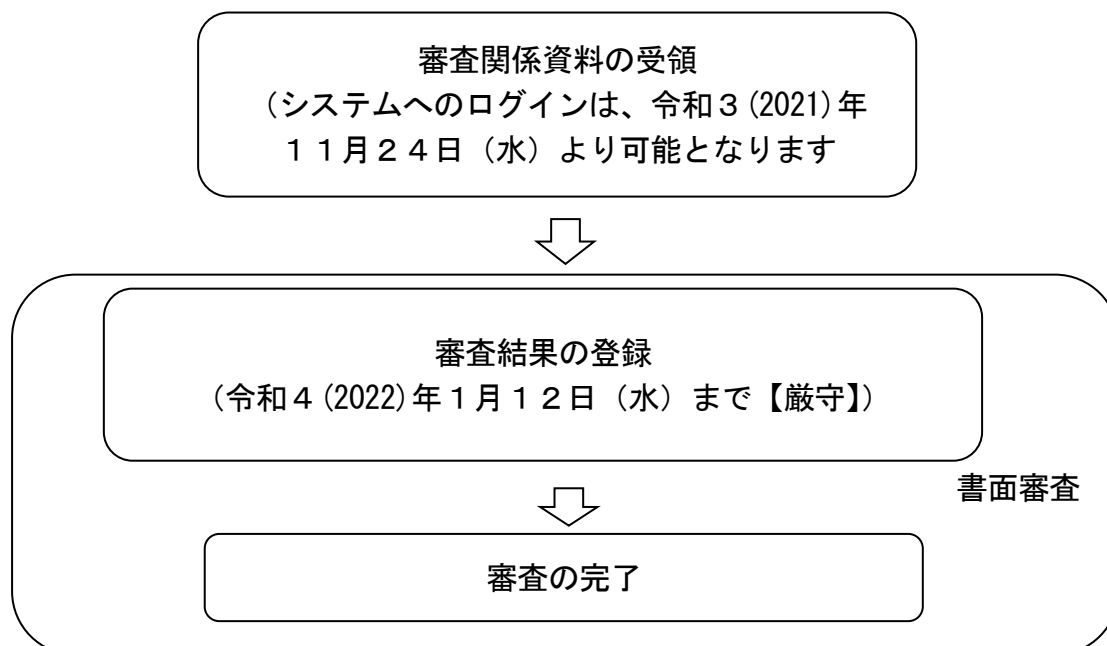 審査関係資料の受領
（システムへのログインは、令和３(2021)年
１１月２４日（水）より可能となります
審査結果の登録
（令和４(2022)年１月１２日（水）まで【厳守】）
書面審査
審査の完了